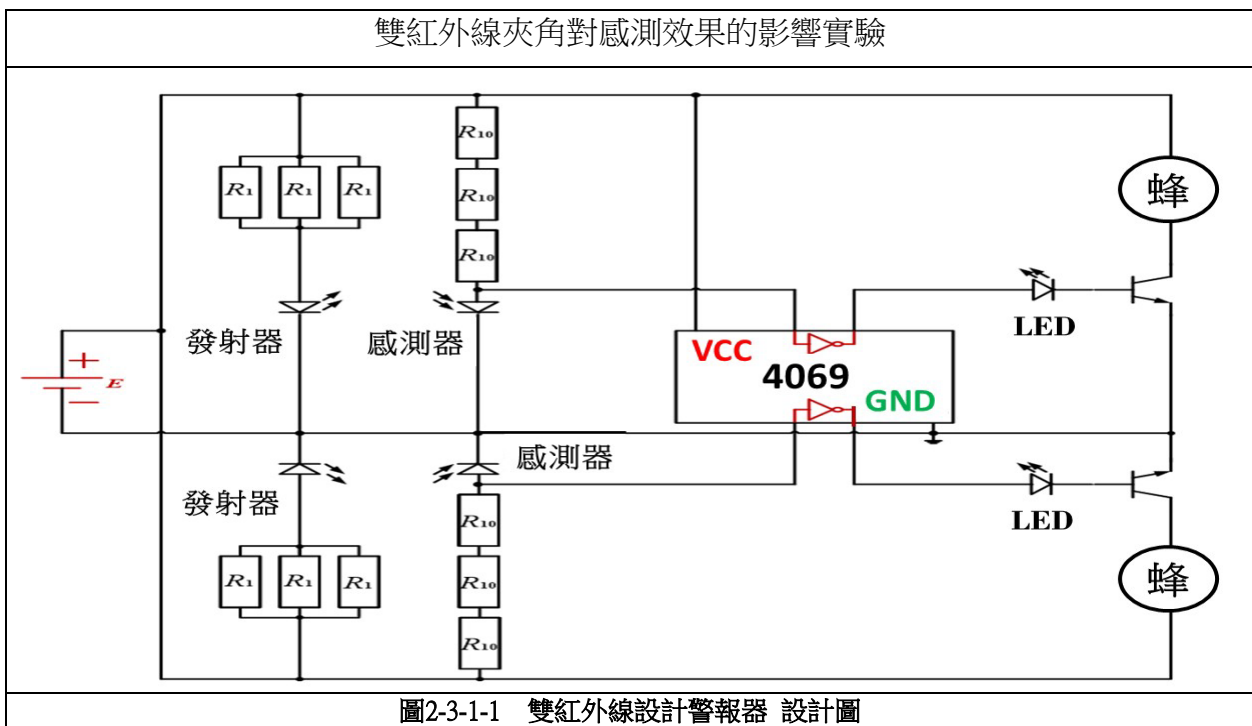 雙紅外線夾角對感測效果的影響實驗
R10
R1 R1 R1
R10
R10
蜂
發射器
感測器
LED
VCC
4069
GND
+
E
−
感測器
發射器
LED
R10
R1 R1 R1
R10
R10
蜂
圖2-3-1-1 雙紅外線設計警報器 設計圖